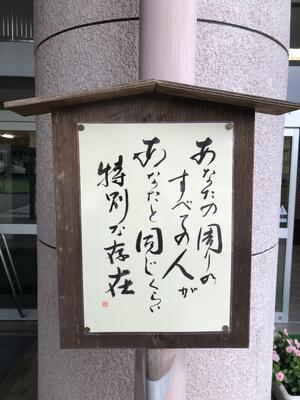 あなたの周りの
すべての人が
あなたと同じくらい
特別な存在